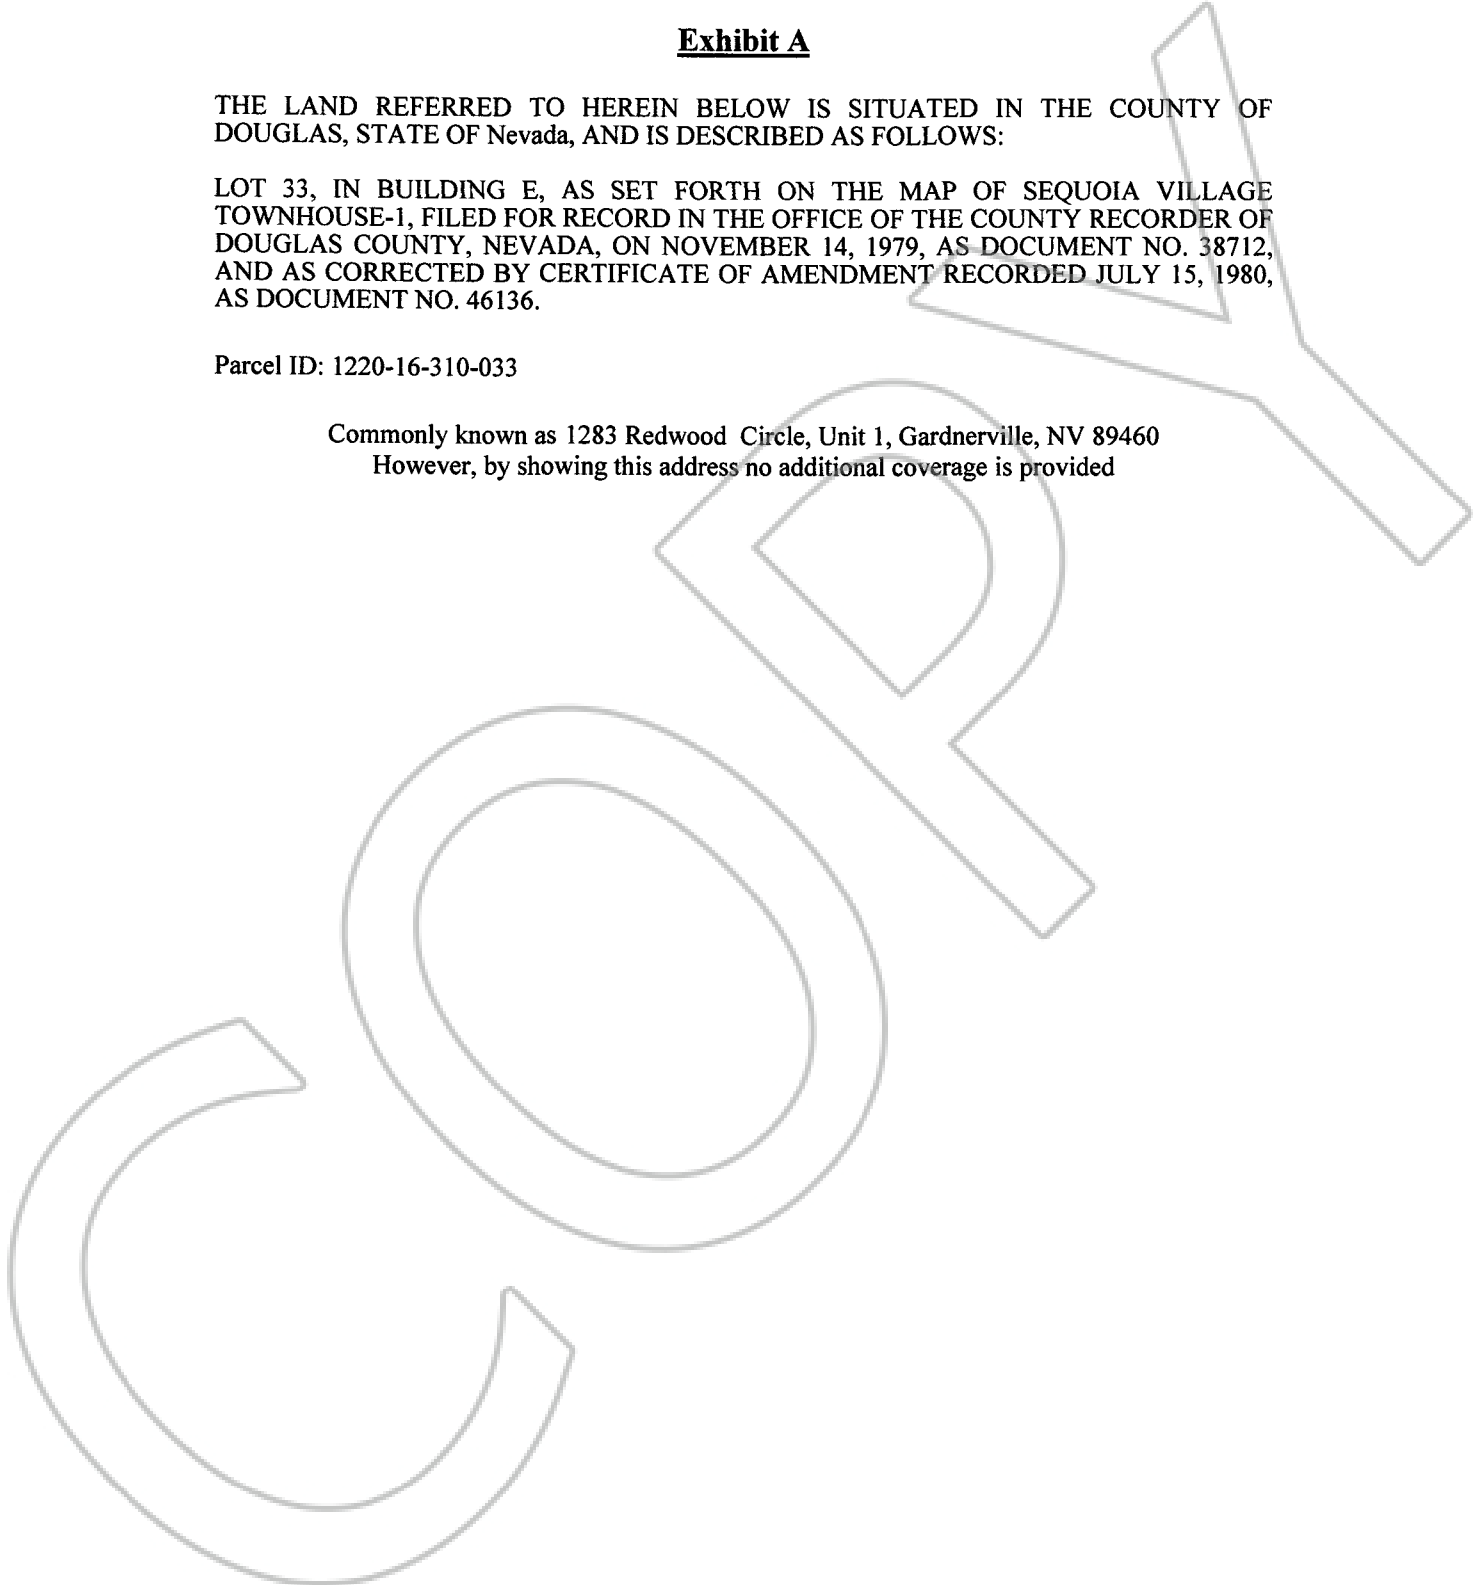 Exhibit A
THE LAND REFERRED TO HEREIN BELOW IS SITUATED IN THE COUNTY OF
DOUGLAS, STATE OF Nevada, AND IS DESCRIBED AS FOLLOWS:
LOT 33, IN BUILDING E, AS SET FORTH ON THE MAP OF SEQUOIA VILLAGE
TOWNHOUSE-1, FILED FOR RECORD IN THE OFFICE OF THE COUNTY RECORDER OF
DOUGLAS COUNTY, NEVADA, ON NOVEMBER 14, 1979, AS DOCUMENT NO. 38712,
AND AS CORRECTED BY CERTIFICATE OF AMENDMENT RECORDED JULY 15, 1980,
AS DOCUMENT NO. 46136.
Parcel ID: 1220-16-310-033
Commonly known as 1283 Redwood Circle, Unit 1, Gardnerville, NV 89460
However, by showing this address no additional coverage is provided
COPY